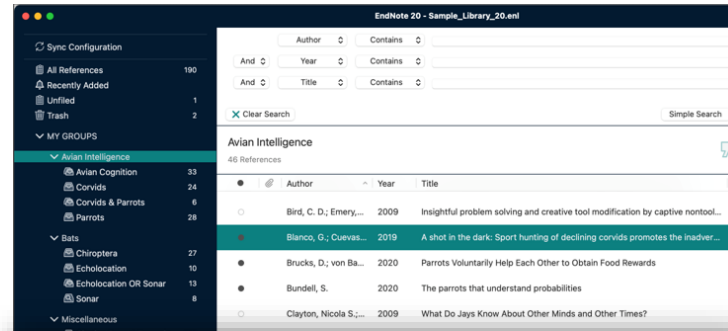 EndNote 20 - Sample_Library_20.enl
Sync Configuration
All References 190
Recently Added
Unfiled 1
Trash 2
MY GROUPS
Avian Intelligence
Avian Cognition 33
Corvids 24
Corvids & Parrots 6
Parrots 28
Bats
Chiroptera 27
Echolocation 10
Echolocation OR Sonar 13
Sonar 8
Miscellaneous
Author Contains
And Year Contains
And Title Contains
Clear Search Simple Search
Avian Intelligence
46 References
Author Year Title
Bird, C. D.; Emery,... 2009 Insightful problem solving and creative tool modification by captive nontool...
Blanco, G.; Cuevas... 2019 A shot in the dark: Sport hunting of declining corvids promotes the inadver...
Brucks, D.; von Ba... 2020 Parrots Voluntarily Help Each Other to Obtain Food Rewards
Bundell, S. 2020 The parrots that understand probabilities
Clayton, Nicola S.;... 2009 What Do Jays Know About Other Minds and Other Times?